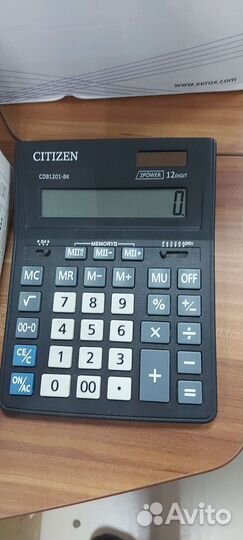 www.xerox.com
CITIZEN
CDB1201-BK
2POWER 12DIGIT
0.
MEMORYII
MII? MII- MII+
MC MR M- M+ MU OFF
√ 7 8 9 % +/-
00→0 4 5 6 × ÷
CE/C 1 2 3 + -
ON/AC 0 00 . =
Avito